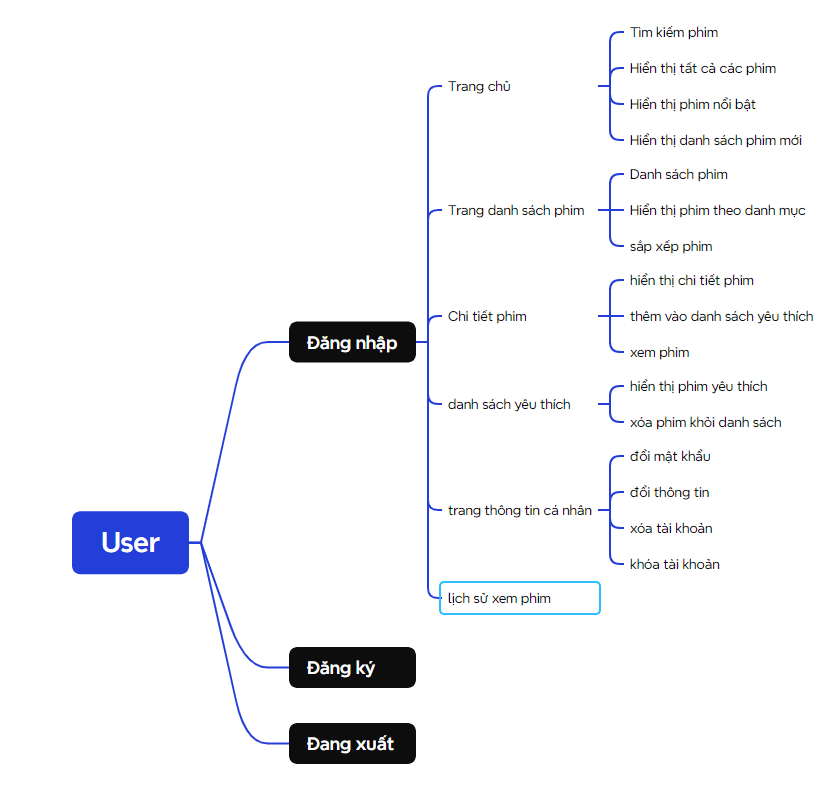 User
Đăng nhập
Trang chủ
Tìm kiếm phim
Hiển thị tất cả các phim
Hiển thị phim nổi bật
Hiển thị danh sách phim mới
Trang danh sách phim
Danh sách phim
Hiển thị phim theo danh mục
sắp xếp phim
Chi tiết phim
hiển thị chi tiết phim
thêm vào danh sách yêu thích
xem phim
danh sách yêu thích
hiển thị phim yêu thích
xóa phim khỏi danh sách
trang thông tin cá nhân
đổi mật khẩu
đổi thông tin
xóa tài khoản
khóa tài khoản
lịch sử xem phim
Đăng ký
Đang xuất